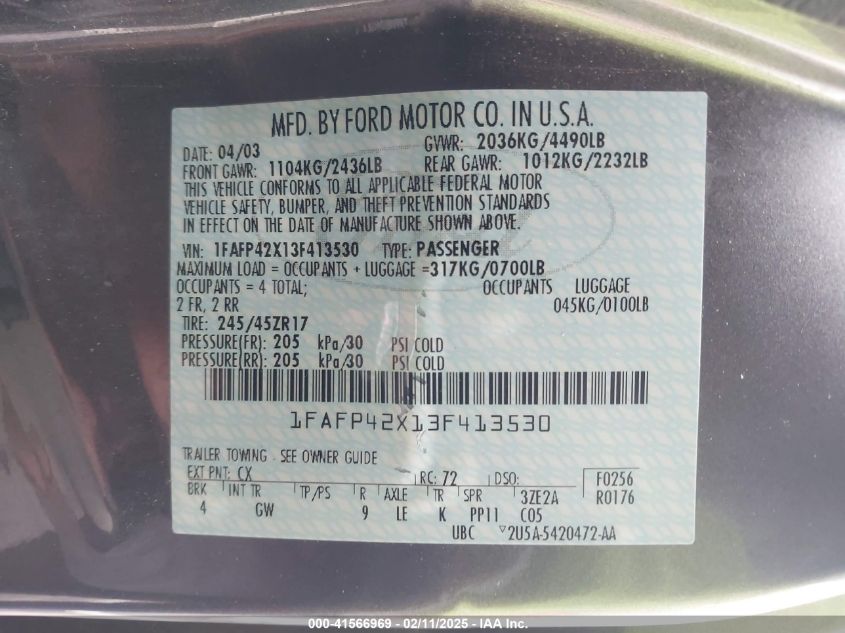 MFD. BY FORD MOTOR CO. IN U.S.A.
DATE: 04/03 GVWR: 2036KG/4490LB
FRONT GAWR: 1104KG/2436LB REAR GAWR: 1012KG/2232LB
THIS VEHICLE CONFORMS TO ALL APPLICABLE FEDERAL MOTOR
VEHICLE SAFETY, BUMPER, AND THEFT PREVENTION STANDARDS
IN EFFECT ON THE DATE OF MANUFACTURE SHOWN ABOVE.
VIN: 1FAFP42X13F413530 TYPE: PASSENGER
MAXIMUM LOAD = OCCUPANTS + LUGGAGE =317KG/0700LB
OCCUPANTS = 4 TOTAL; OCCUPANTS LUGGAGE
2 FR, 2 RR 045KG/0100LB
TIRE: 245/45ZR17
PRESSURE(FR): 205 kPa/30 PSI COLD
PRESSURE(RR): 205 kPa/30 PSI COLD
1FAFP42X13F413530
TRAILER TOWING - SEE OWNER GUIDE
EXT PNT: CX RC: 72 DSO: F0256
BRK INT TR TP/PS R AXLE TR SPR 3ZE2A R0176
4 GW 9 LE K PP11 C05
UBC ▽2U5A-5420472-AA
000-41566969 - 02/11/2025 - IAAI Inc.